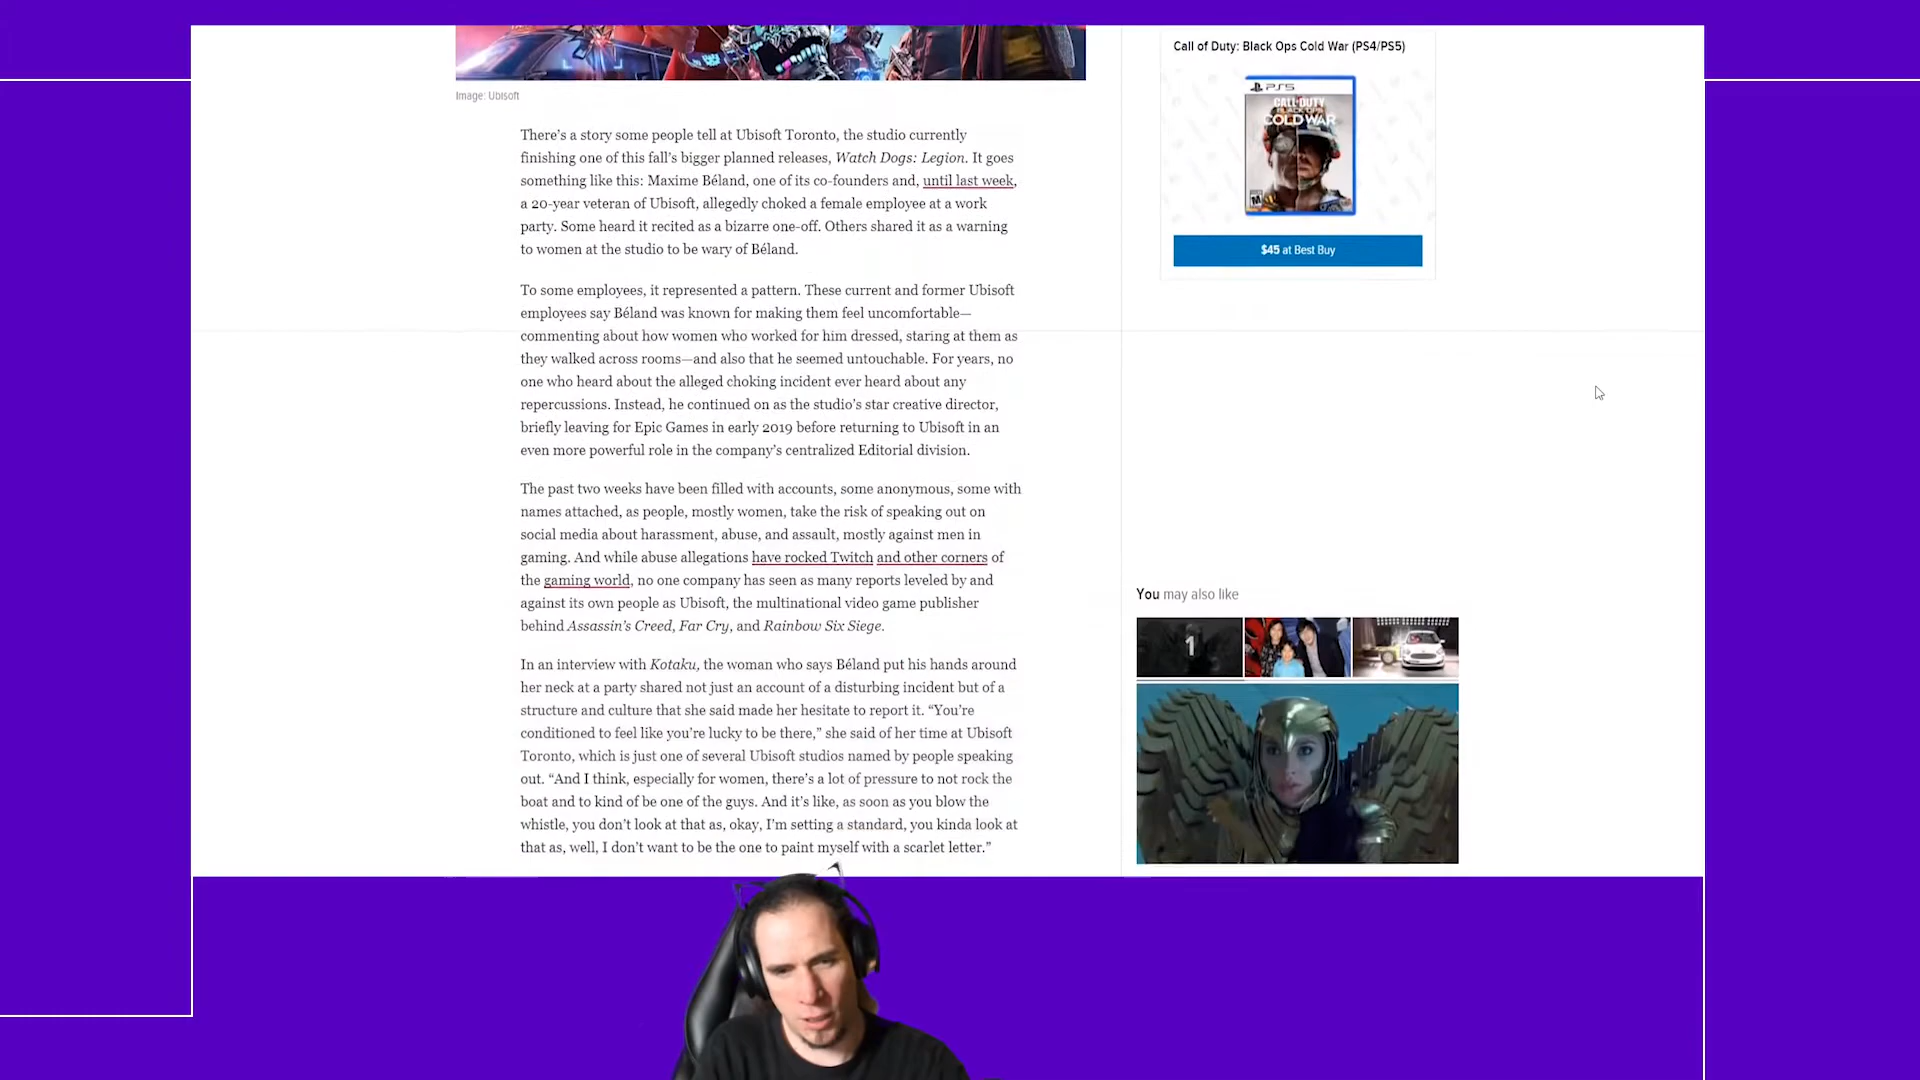 Image: Ubisoft
There’s a story some people tell at Ubisoft Toronto, the studio currently
finishing one of this fall’s bigger planned releases, Watch Dogs: Legion. It goes
something like this: Maxime Béland, one of its co-founders and, until last week,
a 20-year veteran of Ubisoft, allegedly choked a female employee at a work
party. Some heard it recited as a bizarre one-off. Others shared it as a warning
to women at the studio to be wary of Béland.
To some employees, it represented a pattern. These current and former Ubisoft
employees say Béland was known for making them feel uncomfortable—
commenting about how women who worked for him dressed, staring at them as
they walked across rooms—and also that he seemed untouchable. For years, no
one who heard about the alleged choking incident ever heard about any
repercussions. Instead, he continued on as the studio’s star creative director,
briefly leaving for Epic Games in early 2019 before returning to Ubisoft in an
even more powerful role in the company’s centralized Editorial division.
The past two weeks have been filled with accounts, some anonymous, some with
names attached, as people, mostly women, take the risk of speaking out on
social media about harassment, abuse, and assault, mostly against men in
gaming. And while abuse allegations have rocked Twitch and other corners of
the gaming world, no one company has seen as many reports leveled by and
against its own people as Ubisoft, the multinational video game publisher
behind Assassin’s Creed, Far Cry, and Rainbow Six Siege.
In an interview with Kotaku, the woman who says Béland put his hands around
her neck at a party shared not just an account of a disturbing incident but of a
structure and culture that she said made her hesitate to report it. “You’re
conditioned to feel like you’re lucky to be there,” she said of her time at Ubisoft
Toronto, which is just one of several Ubisoft studios named by people speaking
out. “And I think, especially for women, there’s a lot of pressure to not rock the
boat and to kind of be one of the guys. And it’s like, as soon as you blow the
whistle, you don’t look at that as, okay, I’m setting a standard, you kinda look at
that as, well, I don’t want to be the one to paint myself with a scarlet letter.”
Call of Duty: Black Ops Cold War (PS4/PS5)
PS5
CALL OF DUTY
BLACK OPS
COLD WAR
M
$45 at Best Buy
You may also like
1